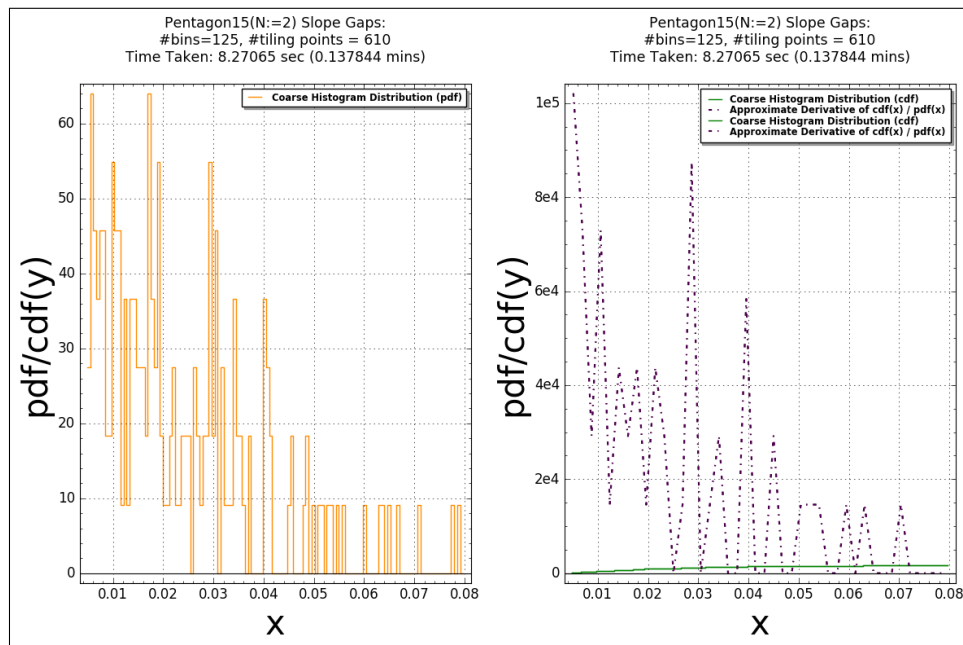 Pentagon15(N:=2) Slope Gaps:
#bins=125, #tiling points = 610
Time Taken: 8.27065 sec (0.137844 mins)
Coarse Histogram Distribution (pdf)
pdf/cdf(y)
60
50
40
30
20
10
0
0.01
0.02
0.03
0.04
0.05
0.06
0.07
0.08
x
Pentagon15(N:=2) Slope Gaps:
#bins=125, #tiling points = 610
Time Taken: 8.27065 sec (0.137844 mins)
Coarse Histogram Distribution (cdf)
Approximate Derivative of cdf(x) / pdf(x)
Coarse Histogram Distribution (cdf)
Approximate Derivative of cdf(x) / pdf(x)
pdf/cdf(y)
1e5
8e4
6e4
4e4
2e4
0
0.01
0.02
0.03
0.04
0.05
0.06
0.07
0.08
x